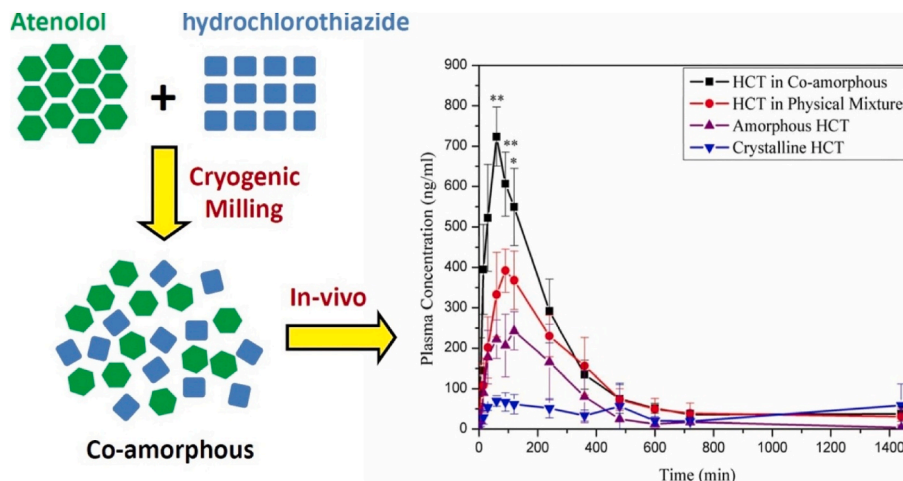 Atenolol
hydrochlorothiazide
+
Cryogenic
Milling
In-vivo
Co-amorphous
900
800
700
600
500
400
300
200
100
0
Plasma Concentration (ng/ml)
**
**
*
HCT in Co-amorphous
HCT in Physical Mixture
Amorphous HCT
Crystalline HCT
0 200 400 600 800 1000 1200 1400
Time (min)